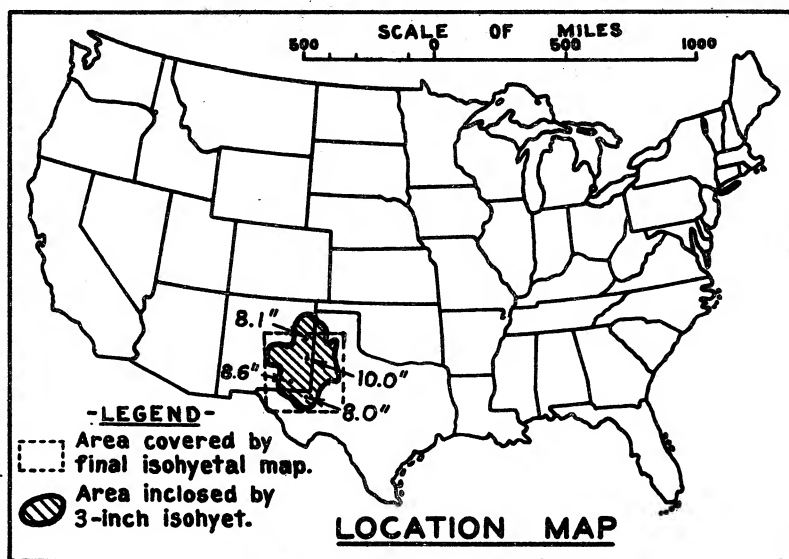 SCALE OF MILES
500 0 500 1000
8.1"
8.6"
10.0"
8.0"
-LEGEND-
Area covered by
final isohyetal map.
Area inclosed by
3-inch isohyet.
LOCATION MAP